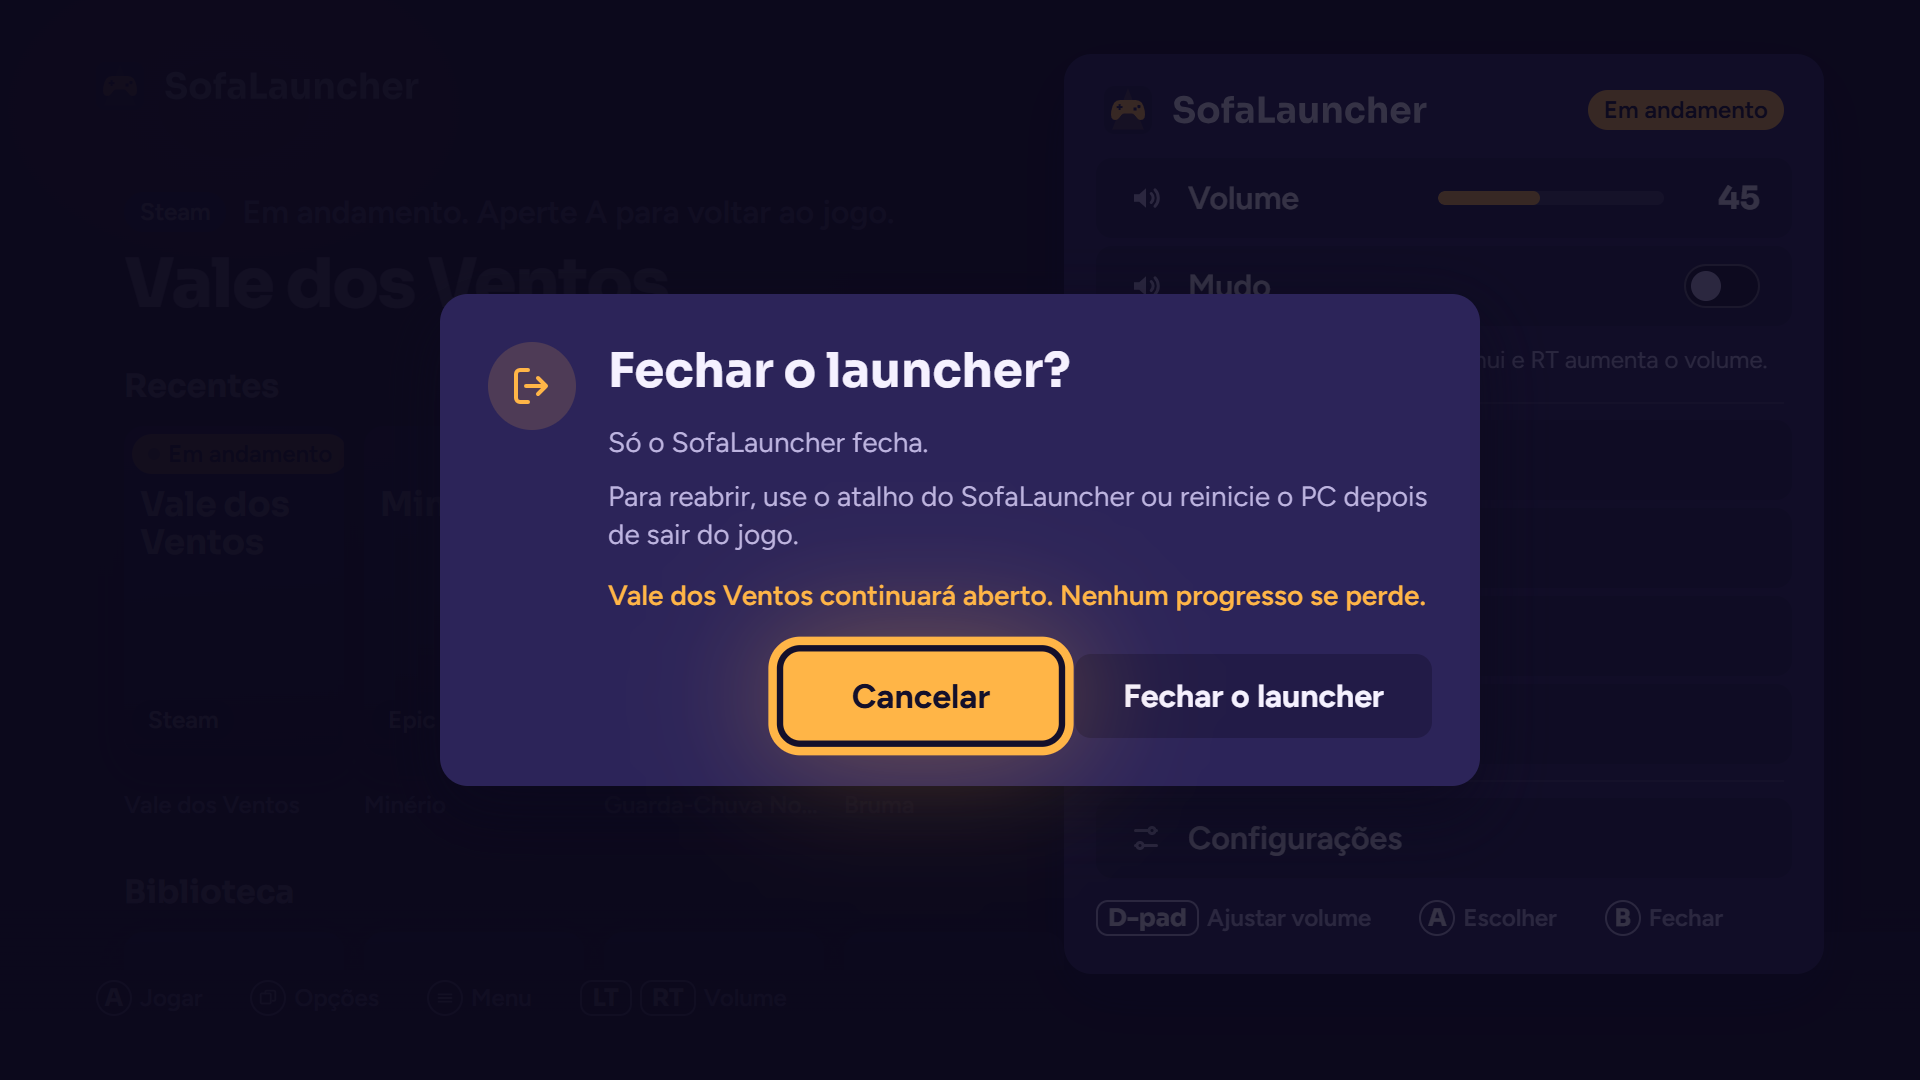 SofaLauncher
Steam
Em andamento. Aperte A para voltar ao jogo.
Vale dos Ventos
Recentes
Em andamento
Vale dos
Ventos
Steam
Epic
Vale dos Ventos
Minério
Guarda-Chuva No...
Bruma
Biblioteca
A Jogar
Opções
Menu
LT RT Volume
SofaLauncher
Em andamento
Volume
45
Mudo
e RT aumenta o volume.
Configurações
D-pad Ajustar volume
A Escolher
B Fechar
Fechar o launcher?
Só o SofaLauncher fecha.
Para reabrir, use o atalho do SofaLauncher ou reinicie o PC depois
de sair do jogo.
Vale dos Ventos continuará aberto. Nenhum progresso se perde.
Cancelar
Fechar o launcher